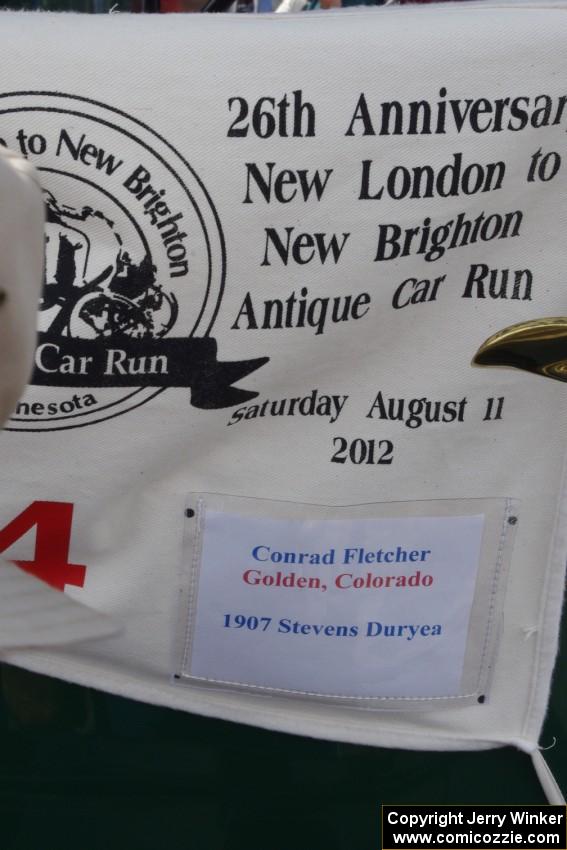 to New Brighton
Car Run
nesota
26th Anniversar
New London to
New Brighton
Antique Car Run
Saturday August 11
2012
4
Conrad Fletcher
Golden, Colorado
1907 Stevens Duryea
Copyright Jerry Winker
www.comicozzie.com